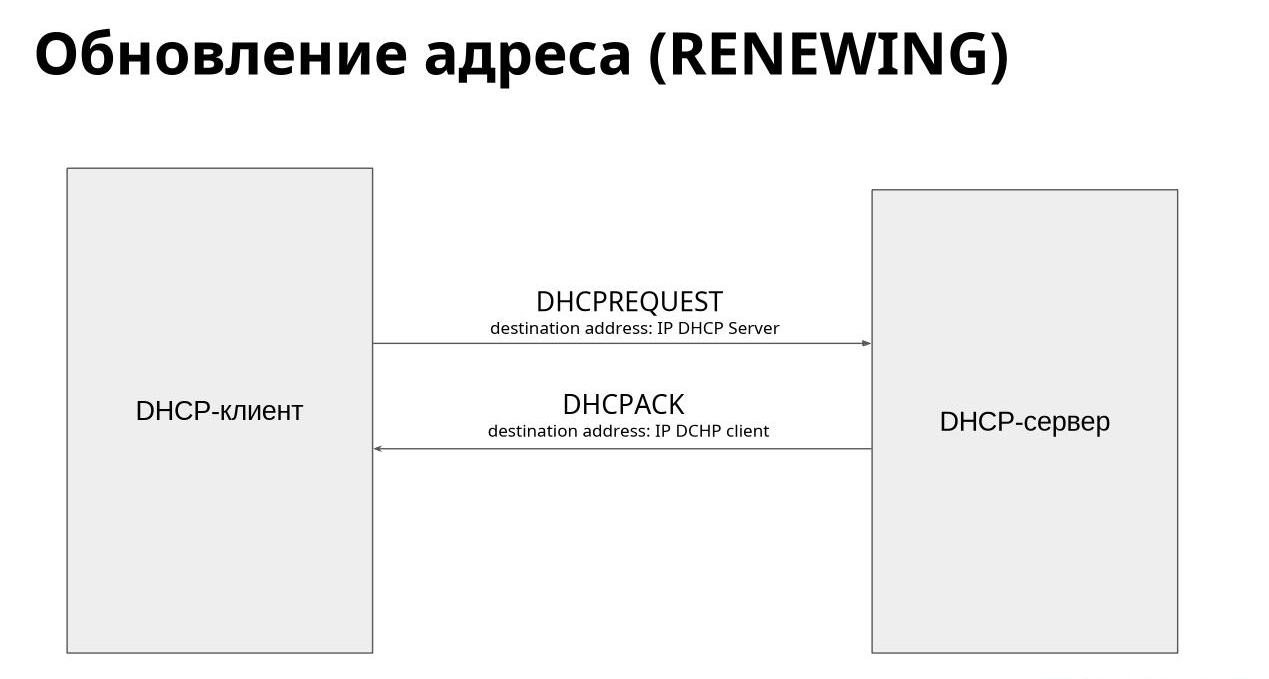 Обновление адреса (RENEWING)
DHCPREQUEST
destination address: IP DHCP Server
DHCP-клиент
DHCPACK
destination address: IP DCHP client
DHCP-сервер